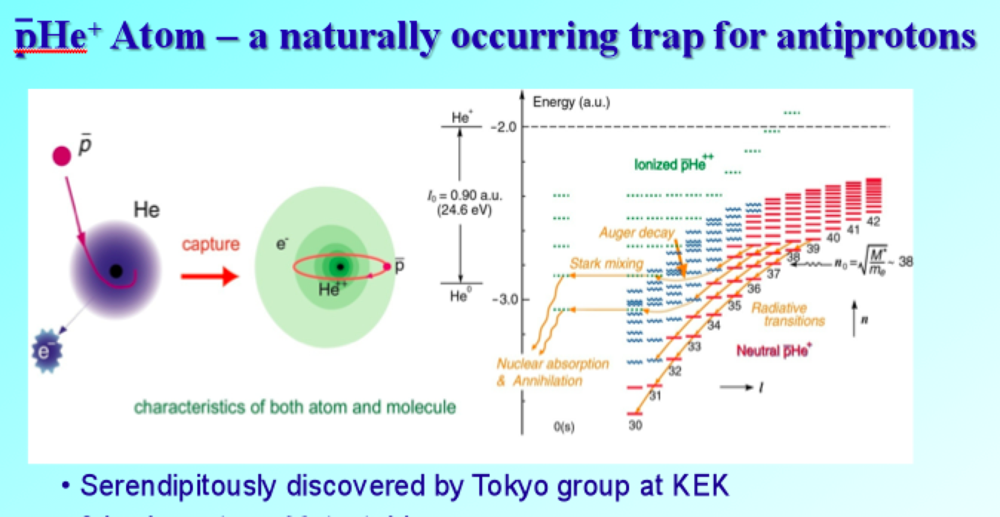 p̄He⁺ Atom – a naturally occurring trap for antiprotons
p̄
He
e⁻
capture
e⁻
p̄
He⁺⁺
characteristics of both atom and molecule
Energy (a.u.)
He⁺
−2.0
I₀ = 0.90 a.u.
(24.6 eV)
He⁰
−3.0
Ionized p̄He⁺⁺
Auger decay
Stark mixing
Nuclear absorption
& Annihilation
42
41
40
39
38
n₀ = √(M*/mₑ) ~ 38
37
36
35
Radiative
transitions
34
n
33
Neutral p̄He⁺
32
l
31
30
0(s)
• Serendipitously discovered by Tokyo group at KEK